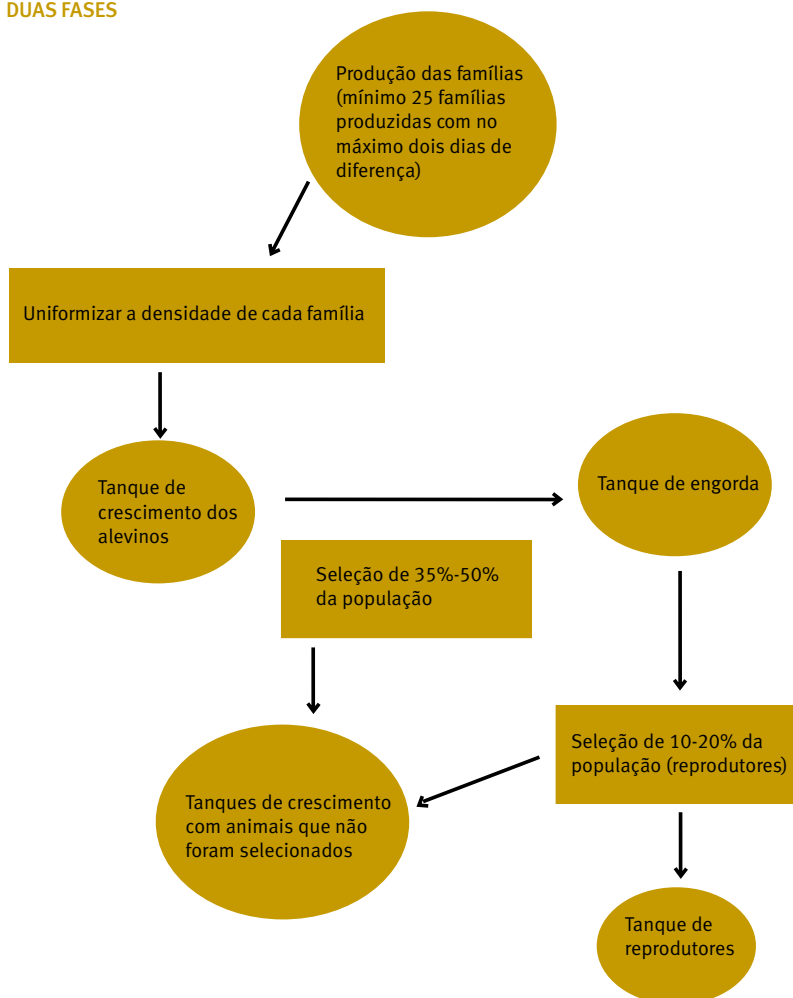 DUAS FASES
Produção das famílias
(mínimo 25 famílias
produzidas com no
máximo dois dias de
diferença)
Uniformizar a densidade de cada família
Tanque de
crescimento dos
alevinos
Tanque de engorda
Seleção de 35%-50%
da população
Seleção de 10-20% da
população (reprodutores)
Tanques de crescimento
com animais que não
foram selecionados
Tanque de
reprodutores